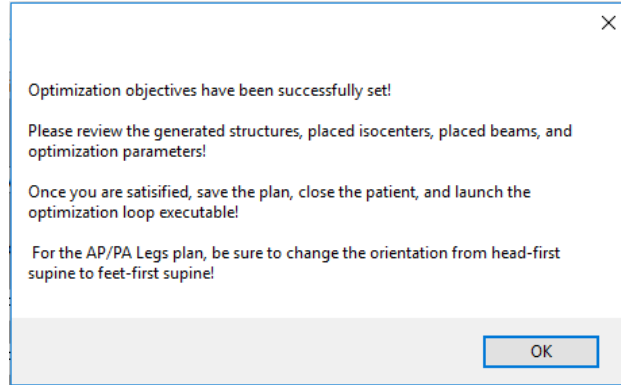 Optimization objectives have been successfully set!
Please review the generated structures, placed isocenters, placed beams, and
optimization parameters!
Once you are satisified, save the plan, close the patient, and launch the
optimization loop executable!
For the AP/PA Legs plan, be sure to change the orientation from head-first
supine to feet-first supine!
OK